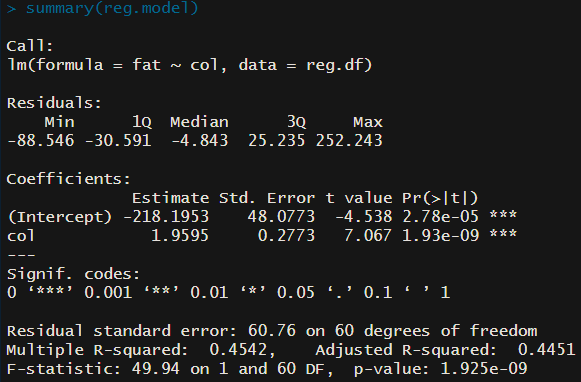 > summary(reg.model)
Call:
lm(formula = fat ~ col, data = reg.df)
Residuals:
    Min      1Q  Median      3Q     Max
-88.546 -30.591  -4.843  25.235 252.243
Coefficients:
             Estimate Std. Error t value Pr(>|t|)
(Intercept) -218.1953    48.0773  -4.538 2.78e-05 ***
col            1.9595     0.2773   7.067 1.93e-09 ***
---
Signif. codes:
0 ‘***’ 0.001 ‘**’ 0.01 ‘*’ 0.05 ‘.’ 0.1 ‘ ’ 1
Residual standard error: 60.76 on 60 degrees of freedom
Multiple R-squared:  0.4542,    Adjusted R-squared:  0.4451
F-statistic: 49.94 on 1 and 60 DF,  p-value: 1.925e-09